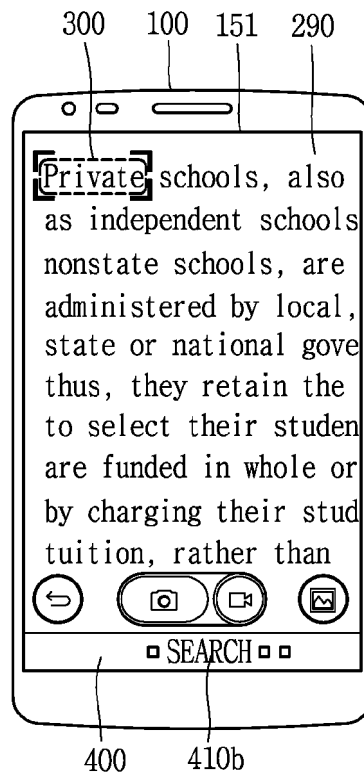 300 100 151 290
Private schools, also
as independent schools
nonstate schools, are
administered by local,
state or national gove
thus, they retain the
to select their studen
are funded in whole or
by charging their stud
tuition, rather than
SEARCH
400 410b